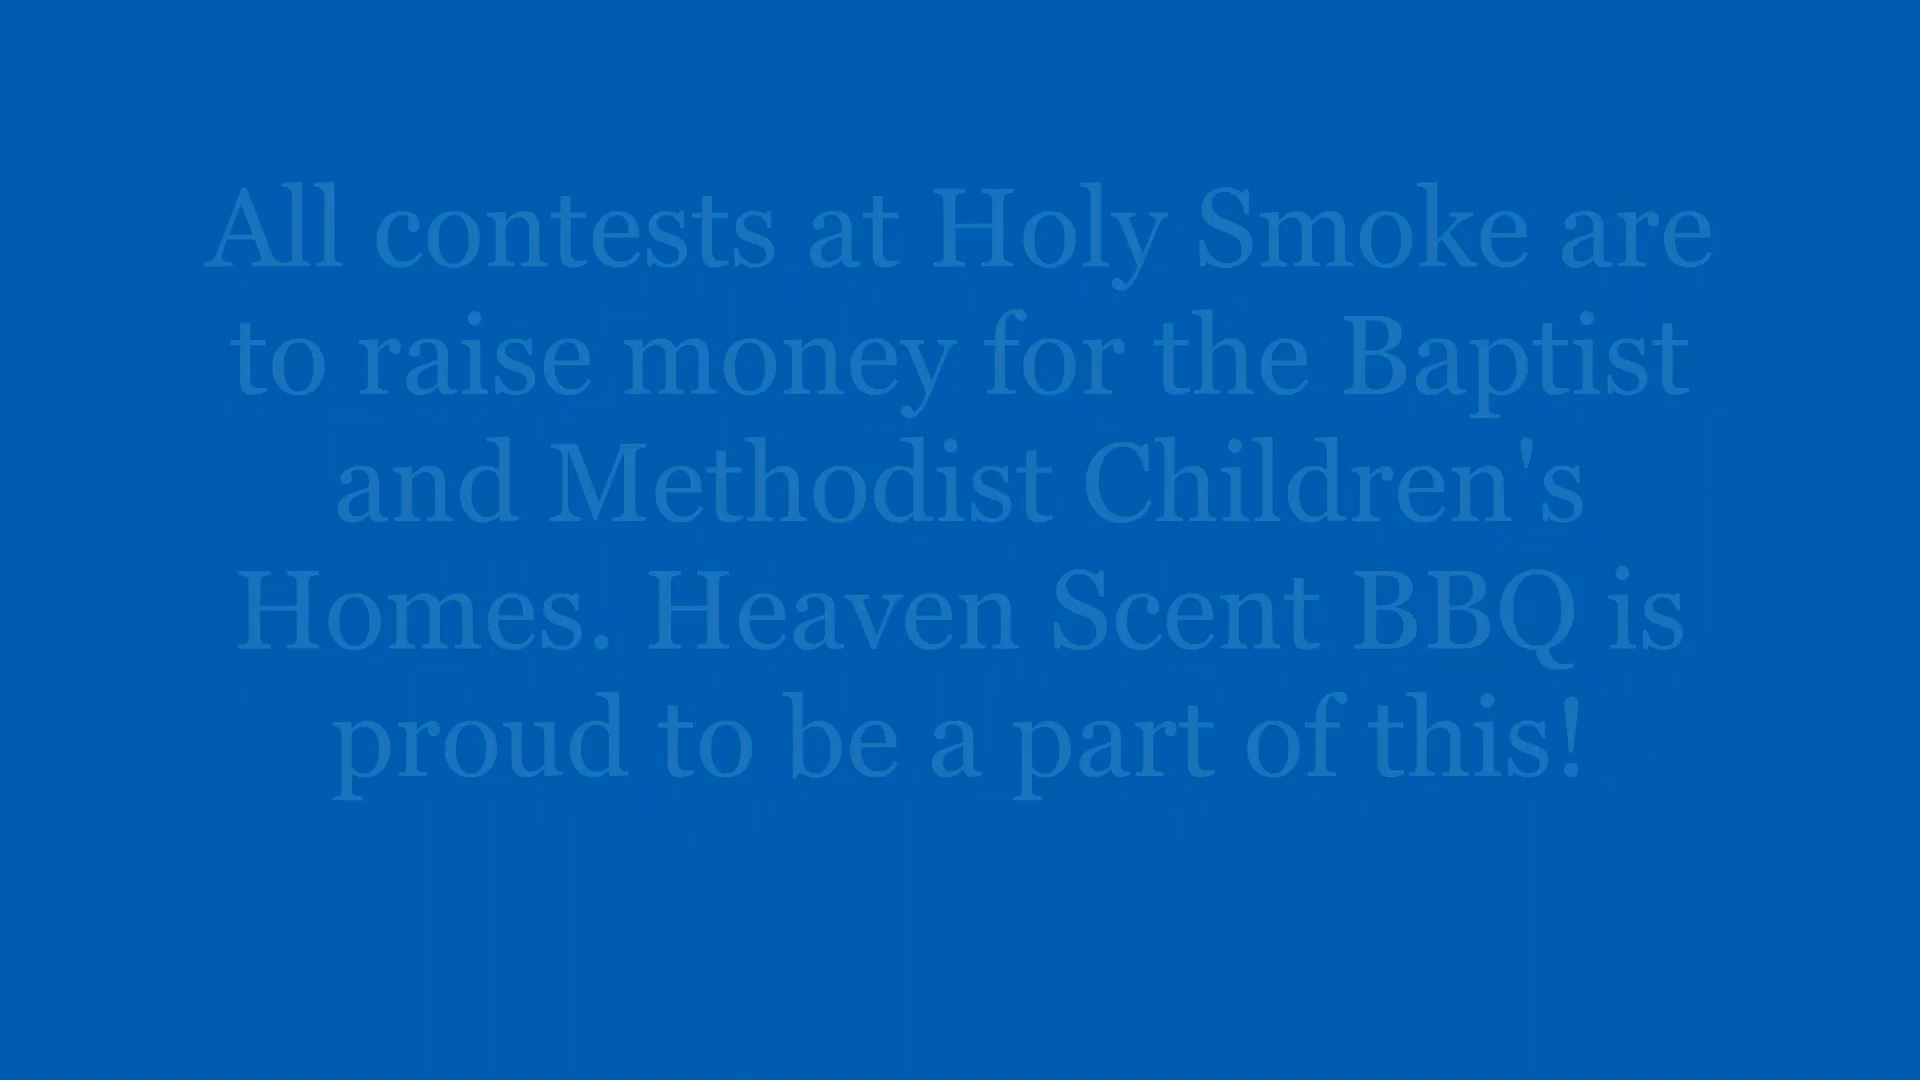 All contests at Holy Smoke are
to raise money for the Baptist
and Methodist Children's
Homes. Heaven Scent BBQ is
proud to be a part of this!